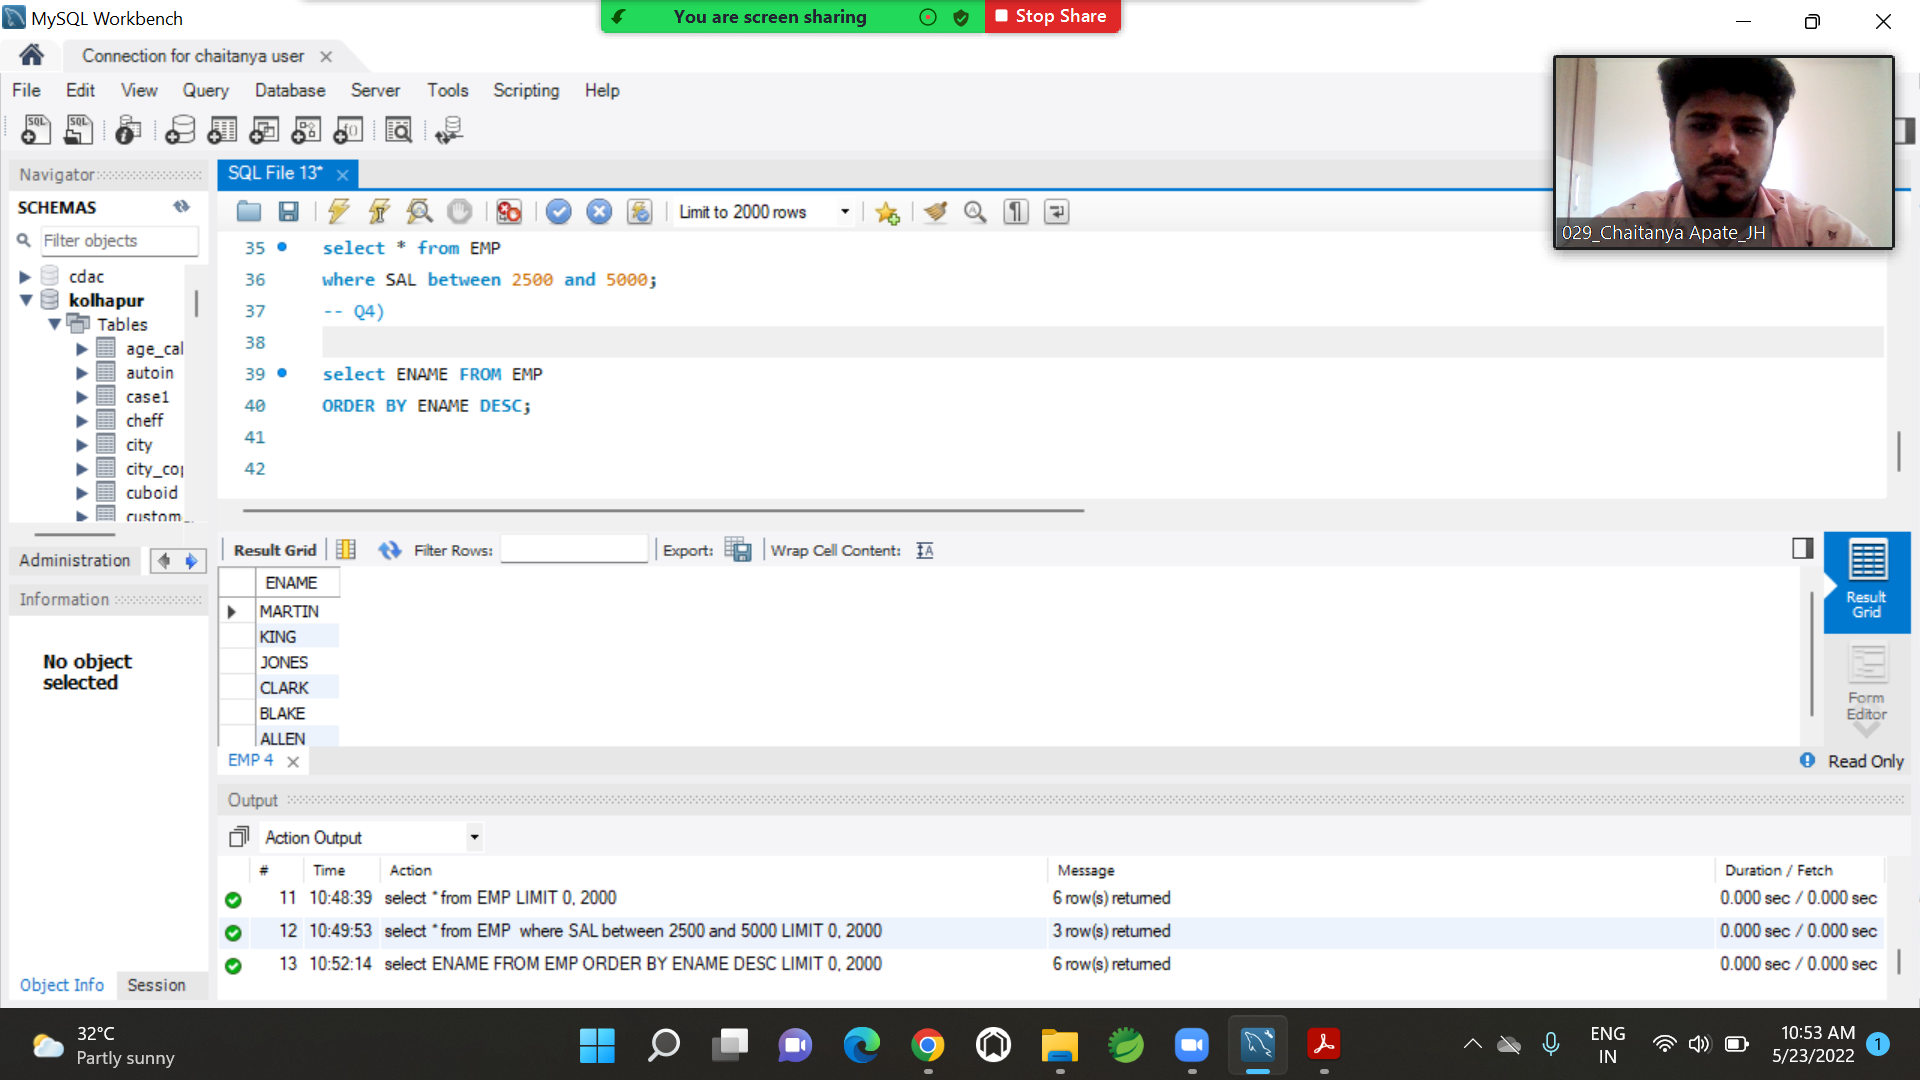 MySQL Workbench
You are screen sharing
Stop Share
Connection for chaitanya user
File Edit View Query Database Server Tools Scripting Help
029_Chaitanya Apate_JH
Navigator
SCHEMAS
Filter objects
cdac
kolhapur
Tables
age_cal
autoin
case1
cheff
city
city_cop
cuboid
custom
Administration
Information
No object
selected
Object Info Session
SQL File 13*
Limit to 2000 rows
35 select * from EMP
36 where SAL between 2500 and 5000;
37 -- Q4)
38
39 select ENAME FROM EMP
40 ORDER BY ENAME DESC;
41
42
Result Grid Filter Rows: Export: Wrap Cell Content:
ENAME
MARTIN
KING
JONES
CLARK
BLAKE
ALLEN
Result
Grid
Form
Editor
EMP 4
Read Only
Output
Action Output
# Time Action Message Duration / Fetch
11 10:48:39 select * from EMP LIMIT 0, 2000 6 row(s) returned 0.000 sec / 0.000 sec
12 10:49:53 select * from EMP where SAL between 2500 and 5000 LIMIT 0, 2000 3 row(s) returned 0.000 sec / 0.000 sec
13 10:52:14 select ENAME FROM EMP ORDER BY ENAME DESC LIMIT 0, 2000 6 row(s) returned 0.000 sec / 0.000 sec
32°C
Partly sunny
ENG
IN
10:53 AM
5/23/2022
1